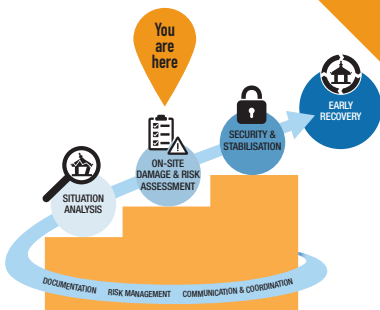 You
are
here
EARLY
RECOVERY
SECURITY &
STABILISATION
ON-SITE
DAMAGE & RISK
ASSESSMENT
SITUATION
ANALYSIS
DOCUMENTATION RISK MANAGEMENT COMMUNICATION & COORDINATION